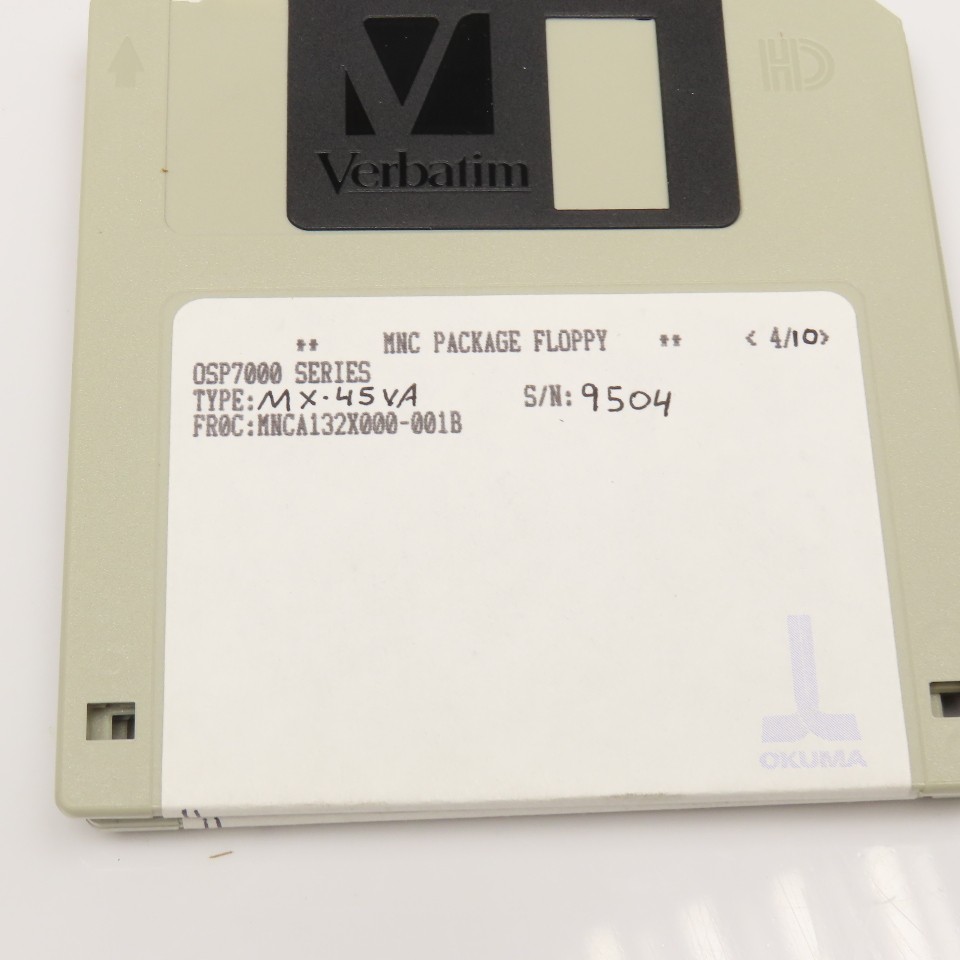 HD
Verbatim
** MNC PACKAGE FLOPPY ** < 4/10>
OSP7000 SERIES
TYPE:MX-45VA S/N:9504
FR0C:MNCA132X000-001B
OKUMA